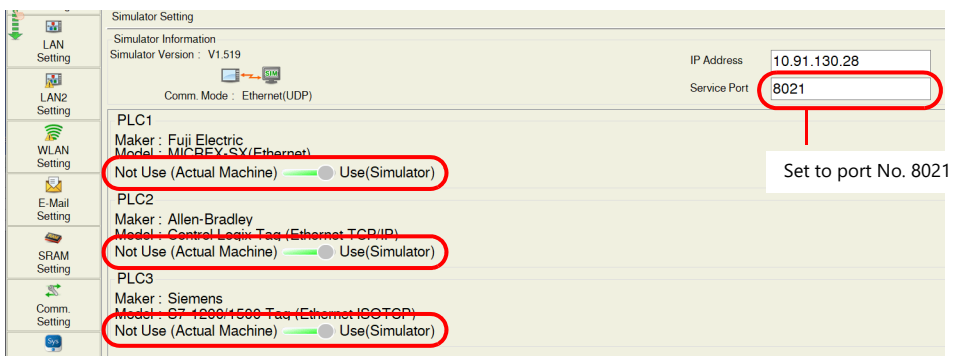 LAN
Setting
LAN2
Setting
WLAN
Setting
E-Mail
Setting
SRAM
Setting
Comm.
Setting
Sys
Simulator Setting
Simulator Information
Simulator Version : V1.519
SIM
Comm. Mode : Ethernet(UDP)
IP Address 10.91.130.28
Service Port 8021
Set to port No. 8021
PLC1
Maker : Fuji Electric
Model : MICREX-SX(Ethernet)
Not Use (Actual Machine) Use(Simulator)
PLC2
Maker : Allen-Bradley
Model : Control Logix Tag (Ethernet TCP/IP)
Not Use (Actual Machine) Use(Simulator)
PLC3
Maker : Siemens
Model : S7-1200/1500 Tag (Ethernet ISOTCP)
Not Use (Actual Machine) Use(Simulator)